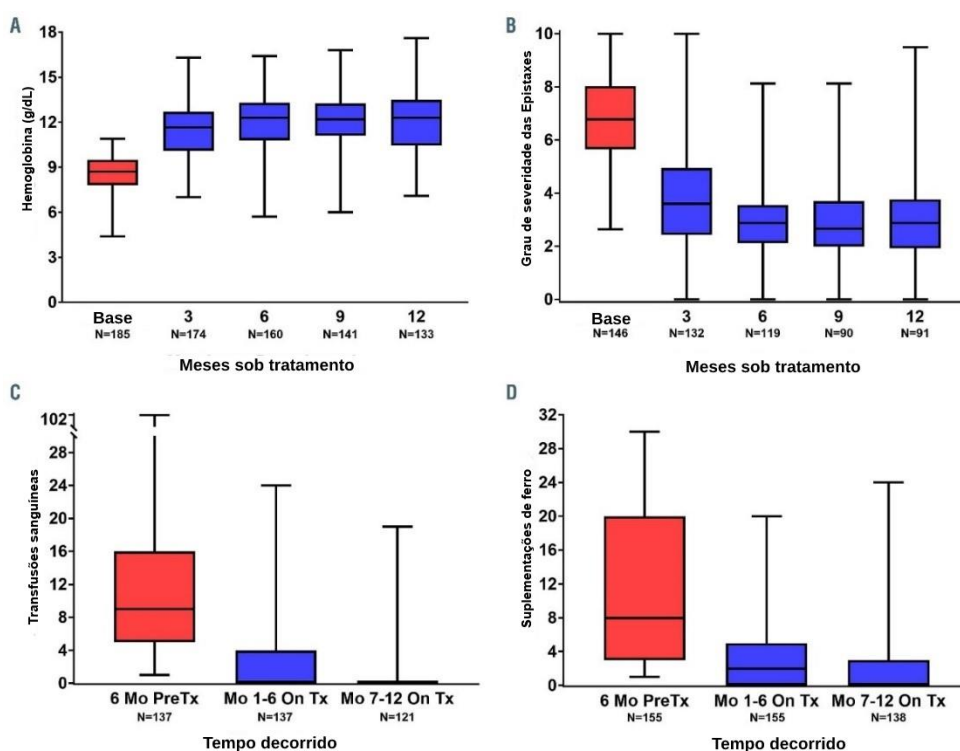 A
Hemoglobina (g/dL)
18
15
12
9
6
3
0
Base 3 6 9 12
N=185 N=174 N=160 N=141 N=133
Meses sob tratamento
B
Grau de severidade das Epistaxes
10
8
6
4
2
0
Base 3 6 9 12
N=146 N=132 N=119 N=90 N=91
Meses sob tratamento
C
Transfusões sanguineas
102
28
24
20
16
12
8
4
0
6 Mo PreTx Mo 1-6 On Tx Mo 7-12 On Tx
N=137 N=137 N=121
Tempo decorrido
D
Suplementações de ferro
32
28
24
20
16
12
8
4
0
6 Mo PreTx Mo 1-6 On Tx Mo 7-12 On Tx
N=155 N=155 N=138
Tempo decorrido